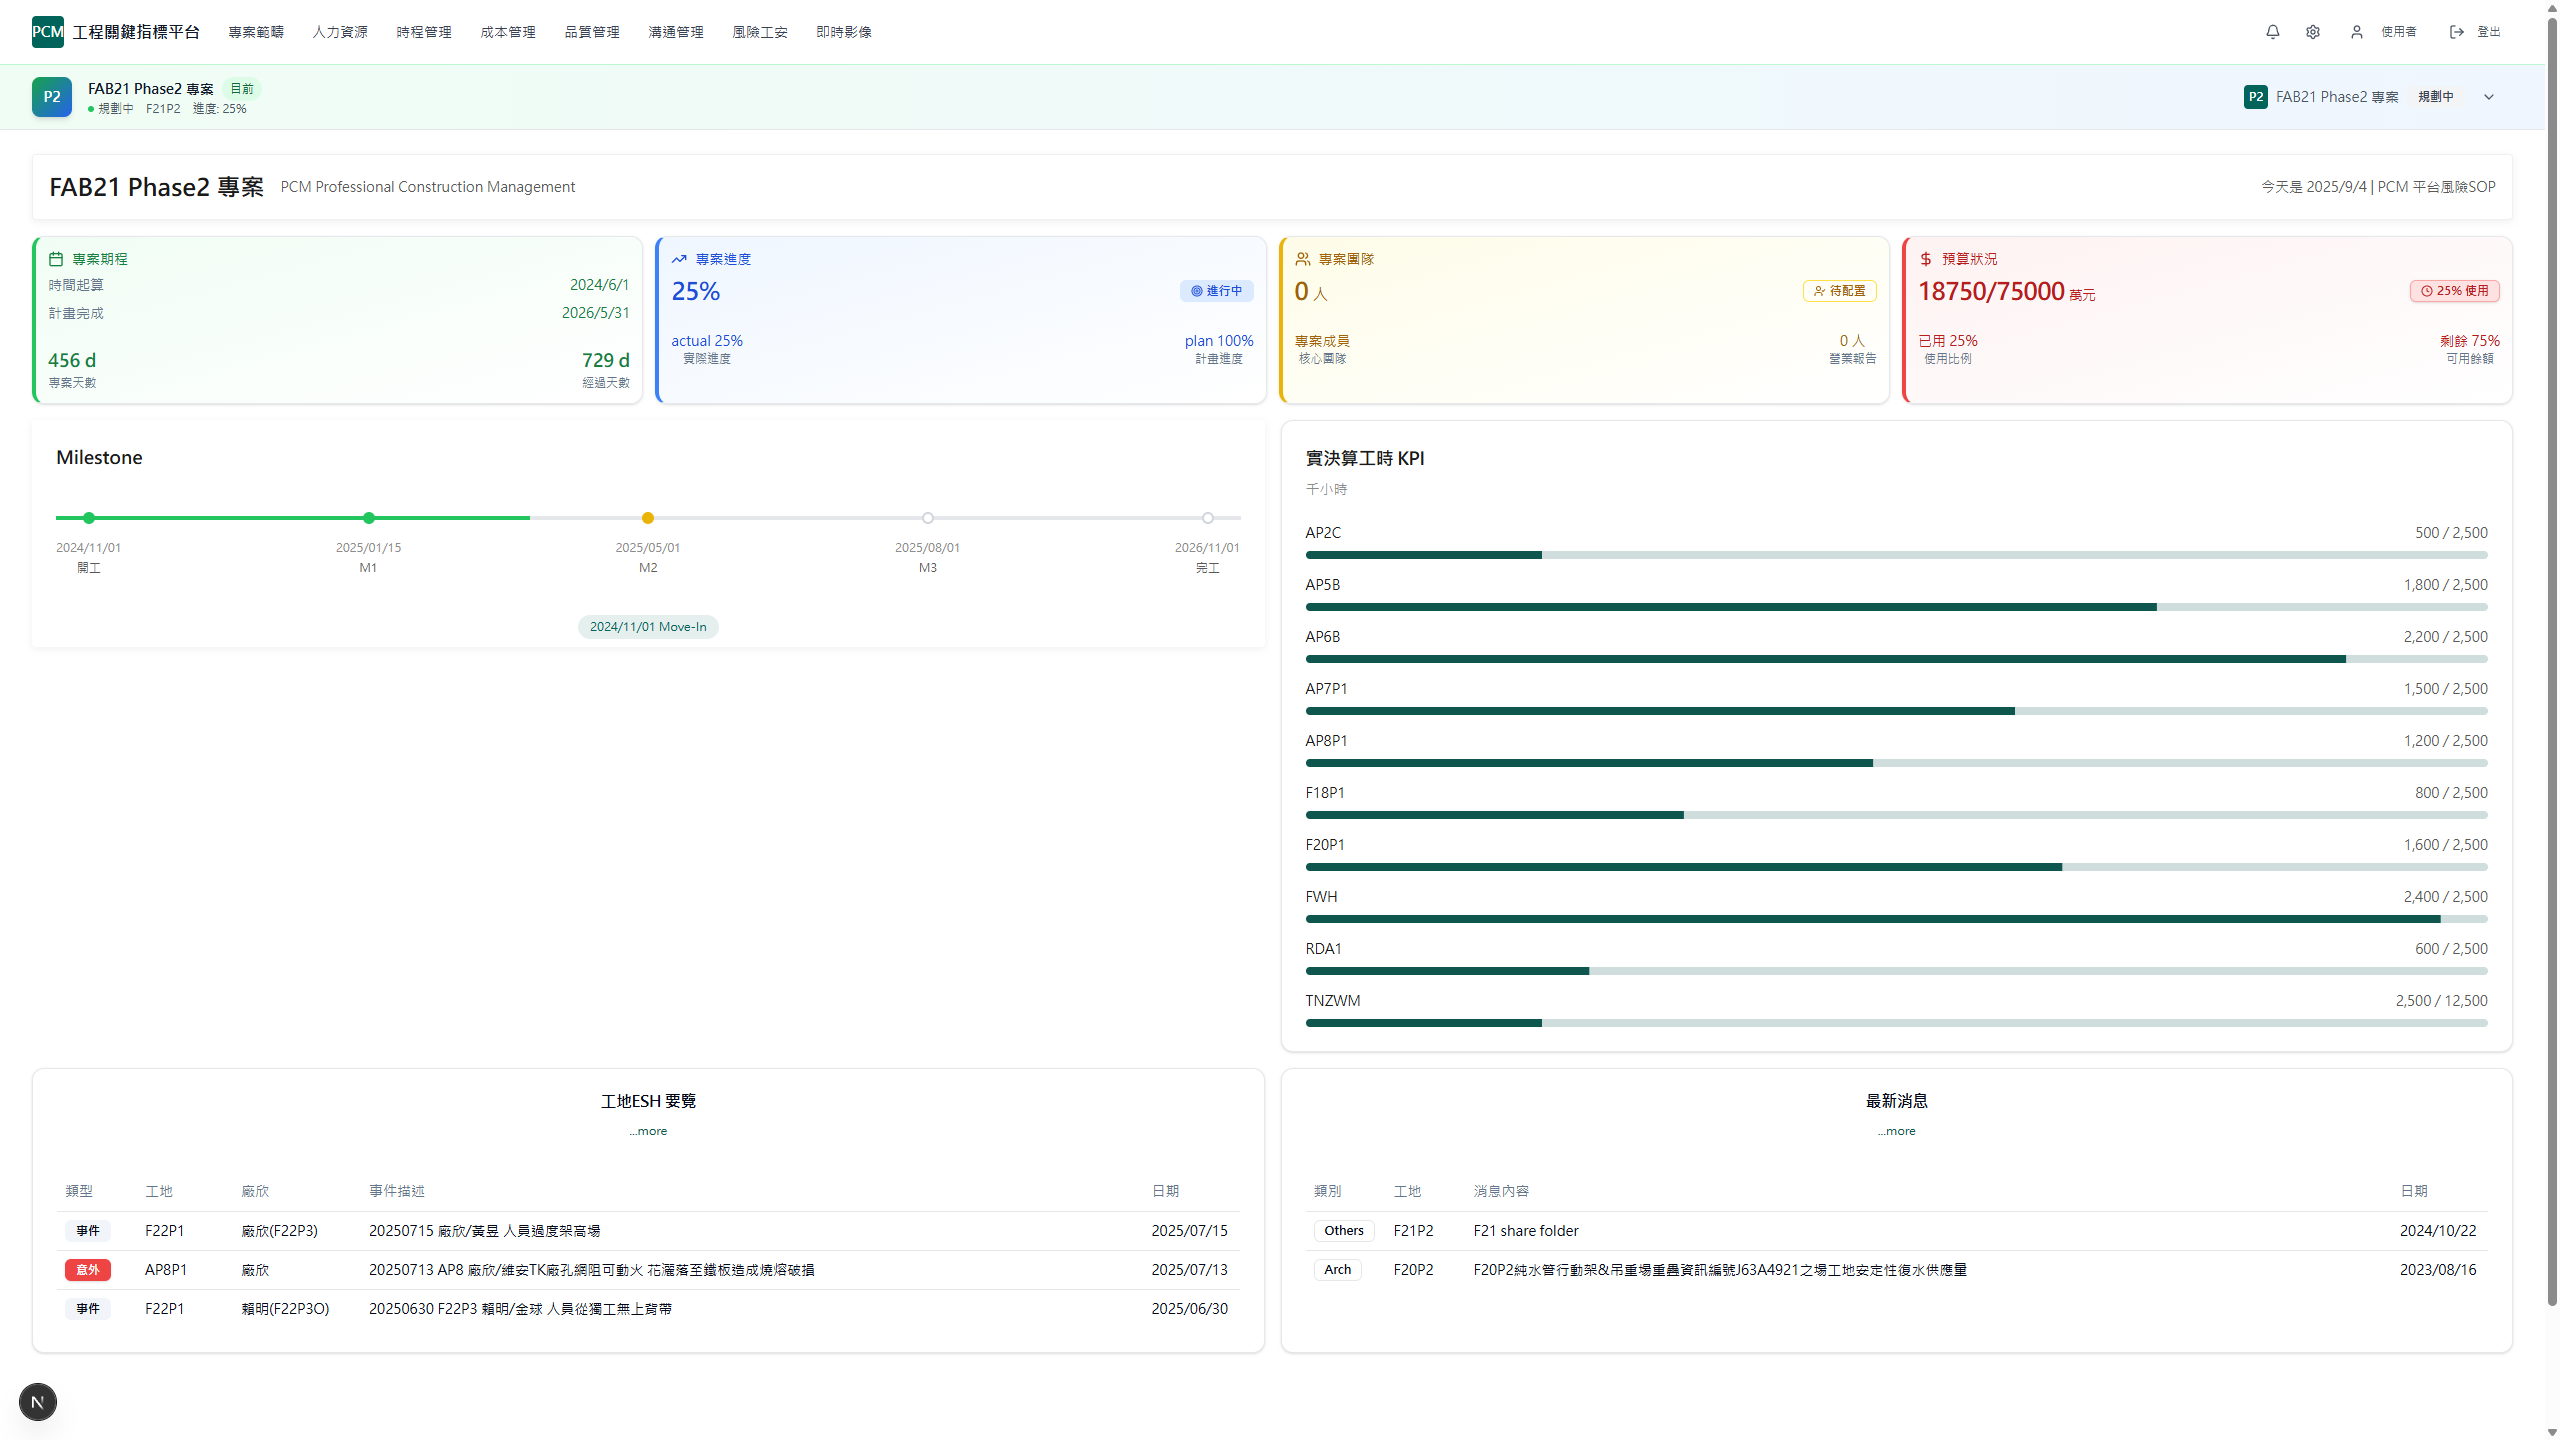 PCM 工程關鍵指標平台 專案範疇 人力資源 時程管理 成本管理 品質管理 溝通管理 風險工安 即時影像 使用者 登出
P2 FAB21 Phase2 專案 目前
規劃中 F21P2 進度: 25%
P2 FAB21 Phase2 專案 規劃中
FAB21 Phase2 專案 PCM Professional Construction Management 今天是 2025/9/4 | PCM 平台風險SOP
專案期程
時間起算 2024/6/1
計畫完成 2026/5/31
456 d 729 d
專案天數 經過天數
專案進度
25% 進行中
actual 25% plan 100%
實際進度 計畫進度
專案團隊
0 人 待配置
專案成員 0 人
核心團隊 營業報告
預算狀況
18750/75000 萬元 25% 使用
已用 25% 剩餘 75%
使用比例 可用餘額
Milestone
2024/11/01 2025/01/15 2025/05/01 2025/08/01 2026/11/01
開工 M1 M2 M3 完工
2024/11/01 Move-In
實決算工時 KPI
千小時
AP2C 500 / 2,500
AP5B 1,800 / 2,500
AP6B 2,200 / 2,500
AP7P1 1,500 / 2,500
AP8P1 1,200 / 2,500
F18P1 800 / 2,500
F20P1 1,600 / 2,500
FWH 2,400 / 2,500
RDA1 600 / 2,500
TNZWM 2,500 / 12,500
工地ESH 要覽
...more
類型 工地 廠欣 事件描述 日期
事件 F22P1 廠欣(F22P3) 20250715 廠欣/黃昱 人員過度架高場 2025/07/15
意外 AP8P1 廠欣 20250713 AP8 廠欣/維安TK廠孔網阻可動火 花灑落至鐵板造成燒熔破損 2025/07/13
事件 F22P1 賴明(F22P3O) 20250630 F22P3 賴明/金球 人員從獨工無上背帶 2025/06/30
最新消息
...more
類別 工地 消息內容 日期
Others F21P2 F21 share folder 2024/10/22
Arch F20P2 F20P2純水管行動架&吊重場重疊資訊編號J63A4921之場工地安定性復水供應量 2023/08/16
N